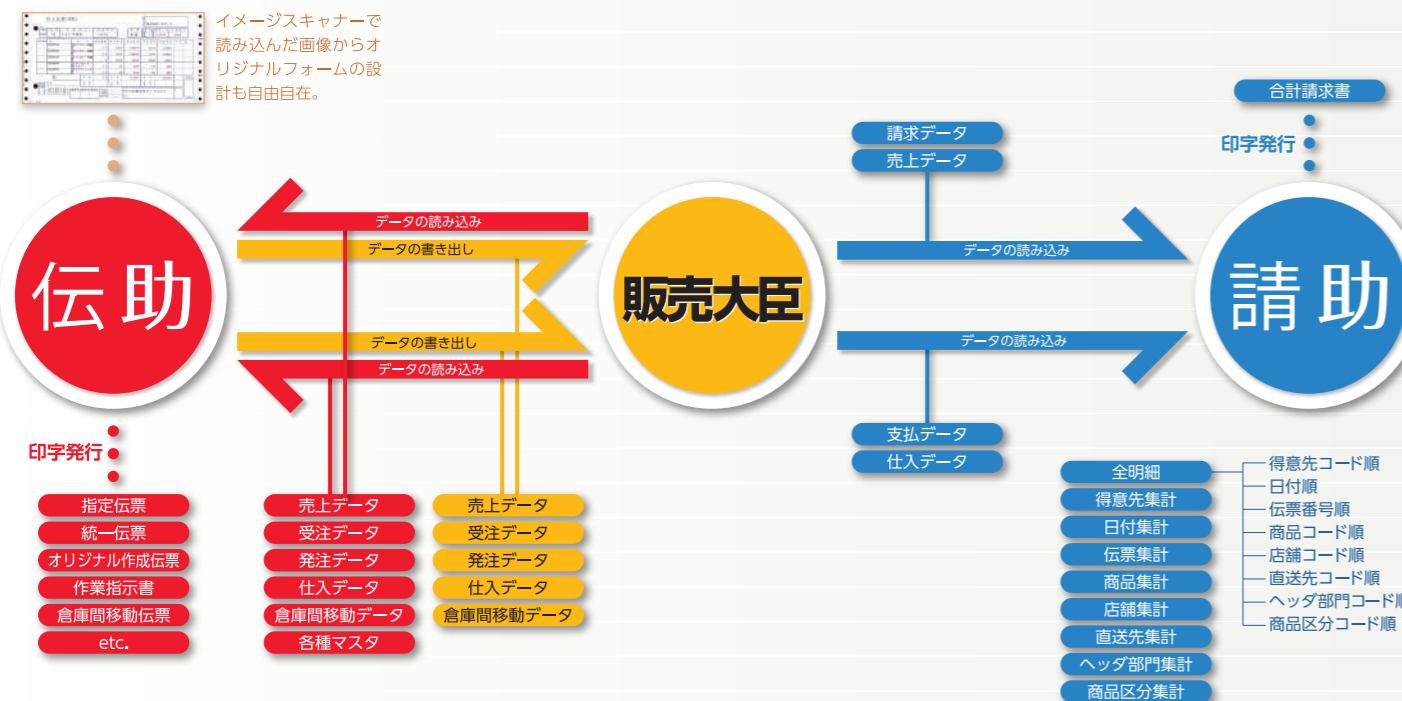 イメージスキャナーで
読み込んだ画像からオ
リジナルフォームの設
計も自由自在。
合計請求書
印字発行
請求データ
売上データ
データの読み込み
データの書き出し
データの読み込み
伝助
販売大臣
請助
データの書き出し
データの読み込み
データの読み込み
支払データ
仕入データ
印字発行
指定伝票
統一伝票
オリジナル作成伝票
作業指示書
倉庫間移動伝票
etc.
売上データ
受注データ
発注データ
仕入データ
倉庫間移動データ
各種マスタ
売上データ
受注データ
発注データ
仕入データ
倉庫間移動データ
全明細
得意先集計
日付集計
伝票集計
商品集計
店舗集計
直送先集計
ヘッダ部門集計
商品区分集計
得意先コード順
日付順
伝票番号順
商品コード順
店舗コード順
直送先コード順
ヘッダ部門コード順
商品区分コード順